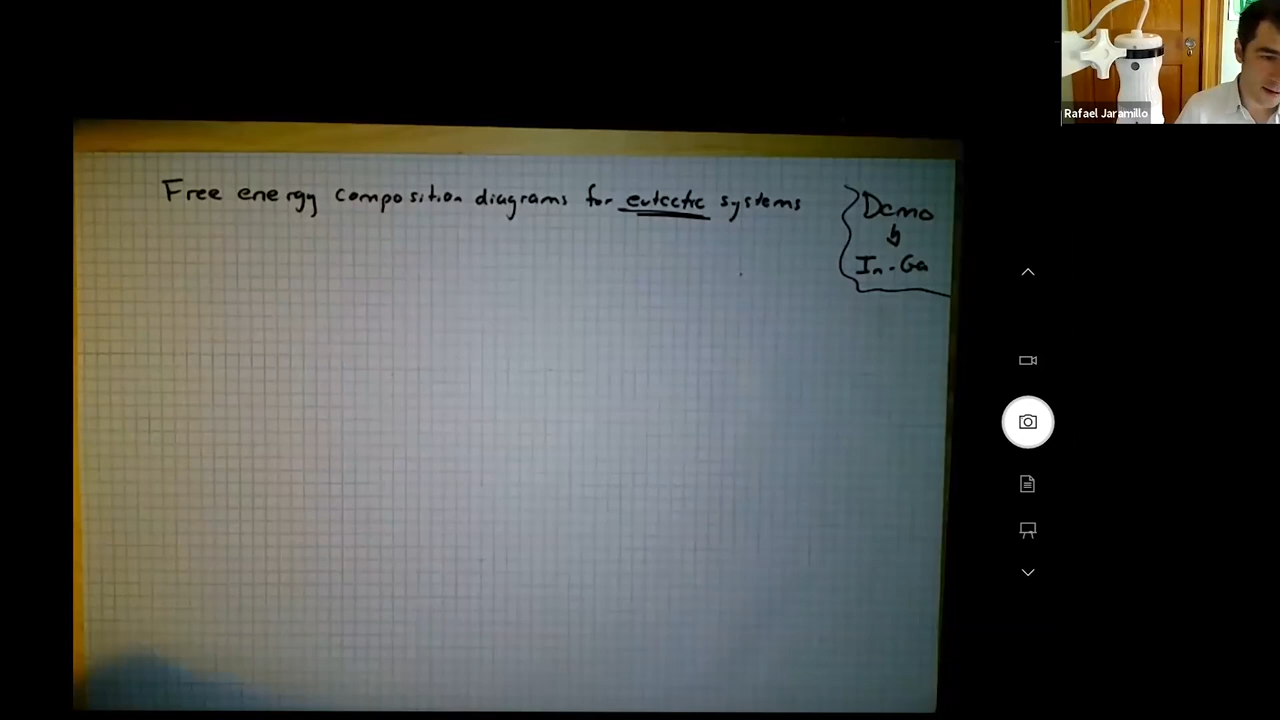 Free energy composition diagrams for eutectic systems
Demo
In-Ga
Rafael Jaramillo